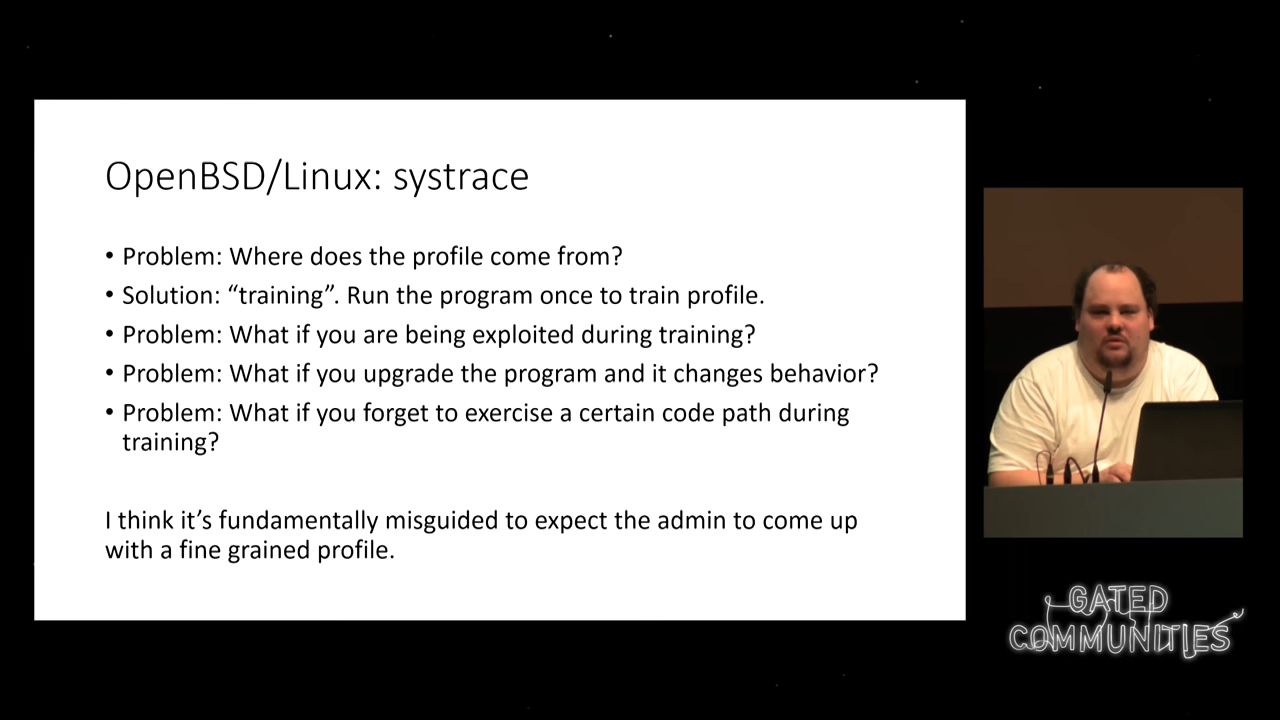 OpenBSD/Linux: systrace
• Problem: Where does the profile come from?
• Solution: “training”. Run the program once to train profile.
• Problem: What if you are being exploited during training?
• Problem: What if you upgrade the program and it changes behavior?
• Problem: What if you forget to exercise a certain code path during
training?
I think it’s fundamentally misguided to expect the admin to come up
with a fine grained profile.
GATED
COMMUNITIES